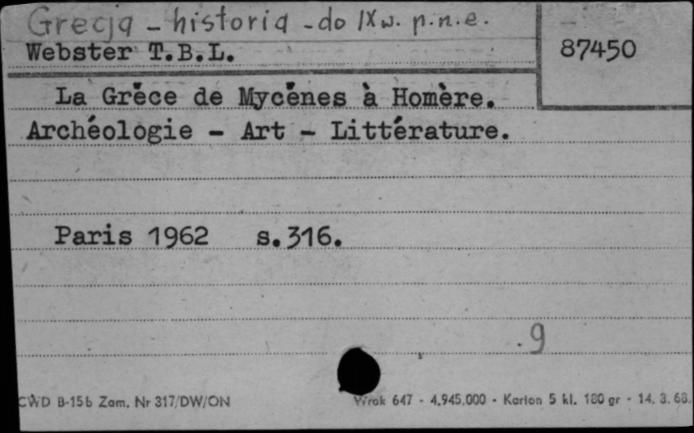 Grecja - historia - do IX w. p.n.e.
Webster T.B.L.
87450
La Grèce de Mycènes à Homère.
Archéologie - Art - Littérature.
Paris 1962 s.316.
.9
CWD B-15b Zam. Nr 317/DW/ON
Wrok 647 - 4.945.000 - Karton 5 kl. 180 gr - 14. 3. 68.